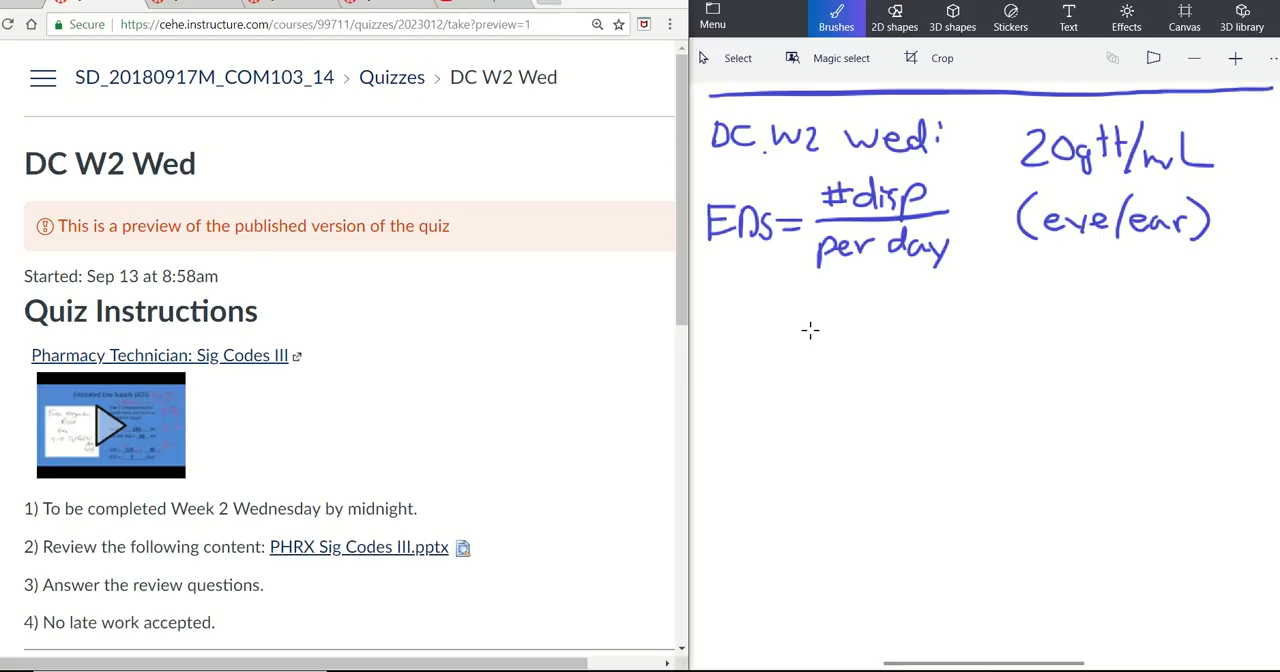 Secure
https://cehe.instructure.com/courses/99711/quizzes/2023012/take?preview=1
SD_20180917M_COM103_14 › Quizzes › DC W2 Wed
DC W2 Wed
This is a preview of the published version of the quiz
Started: Sep 13 at 8:58am
Quiz Instructions
Pharmacy Technician: Sig Codes III
1) To be completed Week 2 Wednesday by midnight.
2) Review the following content: PHRX Sig Codes III.pptx
3) Answer the review questions.
4) No late work accepted.
Menu
Brushes
2D shapes
3D shapes
Stickers
Text
Effects
Canvas
3D library
Select
Magic select
Crop
DC W2 Wed:
EDS = #disp
per day
20gtt/mL
(eye/ear)